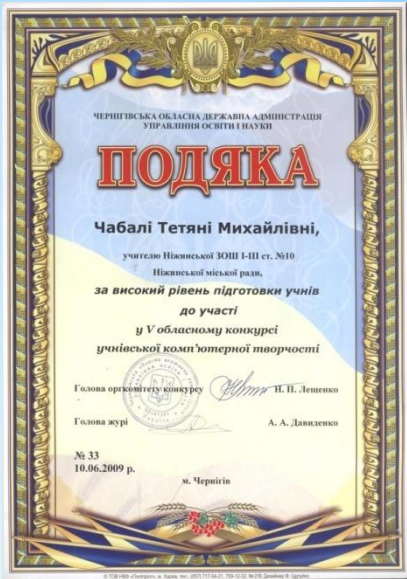 ЧЕРНІГІВСЬКА ОБЛАСНА ДЕРЖАВНА АДМІНІСТРАЦІЯ
УПРАВЛІННЯ ОСВІТИ І НАУКИ
ПОДЯКА
Чабалі Тетяні Михайлівні,
учителю Ніжинської ЗОШ І-ІІІ ст. №10
Ніжинської міської ради,
за високий рівень підготовки учнів
до участі
у V обласному конкурсі
учнівської комп'ютерної творчості
Голова оргкомітету конкурсу Н. П. Лещенко
Голова журі А. А. Давиденко
№ 33
10.06.2009 р.
м. Чернігів